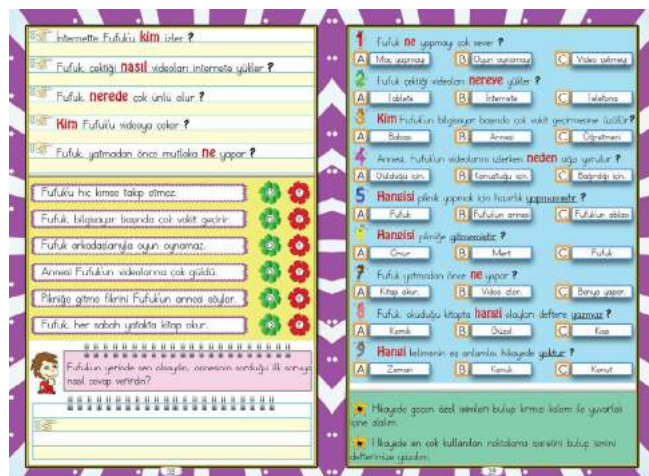 İnternette Fufuk'u kim izler ?
Fufuk, çektiği nasıl videoları internete yükler ?
Fufuk, nerede çok ünlü olur ?
Kim Fufuk'u videoya çeker ?
Fufuk, yatmadan önce mutlaka ne yapar ?
Fufuk'u hiç kimse takip etmez.
Fufuk, bilgisayar başında çok vakit geçirir.
Fufuk arkadaşlarıyla oyun oynamaz.
Annesi Fufuk'un videolarına çok güldü.
Pikniğe gitme fikrini Fufuk'un annesi söyler.
Fufuk, her sabah yatakta kitap okur.
Fufuk'un yerinde sen olsaydın, annesinin sorduğu ilk soruya
nasıl cevap verirdin?
1 Fufuk ne yapmayı çok sever ?
A Maç yapmayı B Oyun oynamayı C Video çekmeyi
2 Fufuk çektiği videoları nereye yükler ?
A Tablete B İnternete C Telefona
3 Kim Fufuk'un bilgisayar başında çok vakit geçirmesine üzülür?
A Babası B Annesi C Öğretmeni
4 Annesi, Fufuk'un videolarını izlerken neden ağzı yorulur ?
A Güldüğü için. B Konuştuğu için. C Bağırdığı için.
5 Hangisi piknik yapmak için hazırlık yapmamıştır ?
A Fufuk B Fufuk'un annesi C Fufuk'un ablası
6 Hangisi pikniğe gitmemiştir ?
A Onur B Mert C Fufuk
7 Fufuk yatmadan önce ne yapar ?
A Kitap okur. B Video izler. C Banyo yapar.
8 Fufuk, okuduğu kitapta hangi olayları deftere yazmaz ?
A Komik B Güzel C Kısa
9 Hangi kelimenin eş anlamlısı hikayede yoktur ?
A Zaman B Konuk C Konut
Hikayede geçen özel isimleri bulup kırmızı kalem ile yuvarlak
içine alalım.
Hikayede en çok kullanılan noktalama işaretini bulup ismini
defterimize yazalım.